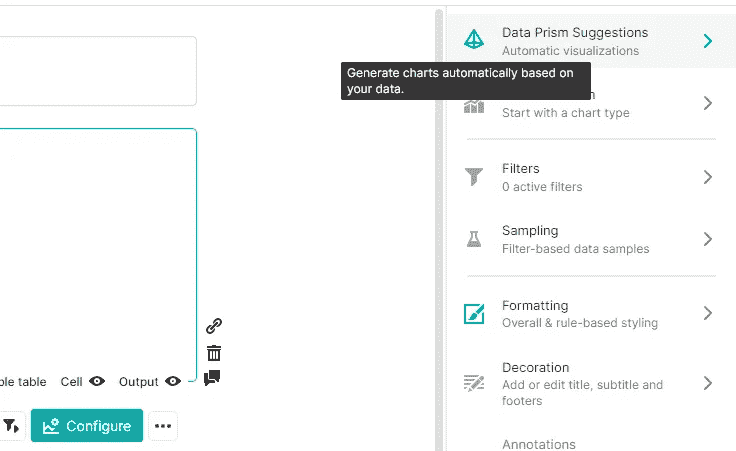 Data Prism Suggestions
Automatic visualizations
Generate charts automatically based on
your data.
Start with a chart type
Filters
0 active filters
Sampling
Filter-based data samples
Formatting
Overall & rule-based styling
ble table
Cell
Output
Decoration
Add or edit title, subtitle and
footers
Configure
Annotations